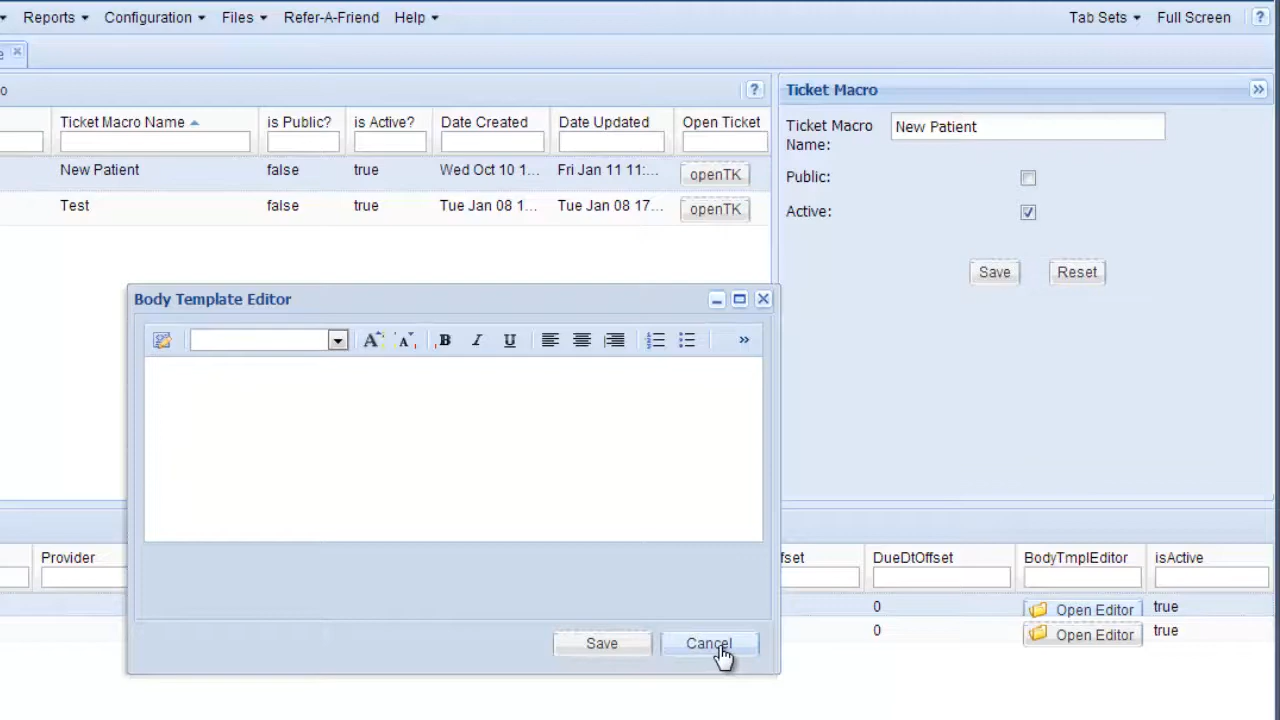 Reports Configuration Files Refer-A-Friend Help Tab Sets Full Screen ?
e
o ?
Ticket Macro Name is Public? is Active? Date Created Date Updated Open Ticket
New Patient false true Wed Oct 10 1... Fri Jan 11 11:... openTK
Test false true Tue Jan 08 1... Tue Jan 08 17... openTK
Ticket Macro »
Ticket Macro
Name:
New Patient
Public:
Active:
Save Reset
Body Template Editor
A A B I U »
Save Cancel
Provider fset DueDtOffset BodyTmplEditor isActive
0 Open Editor true
0 Open Editor true